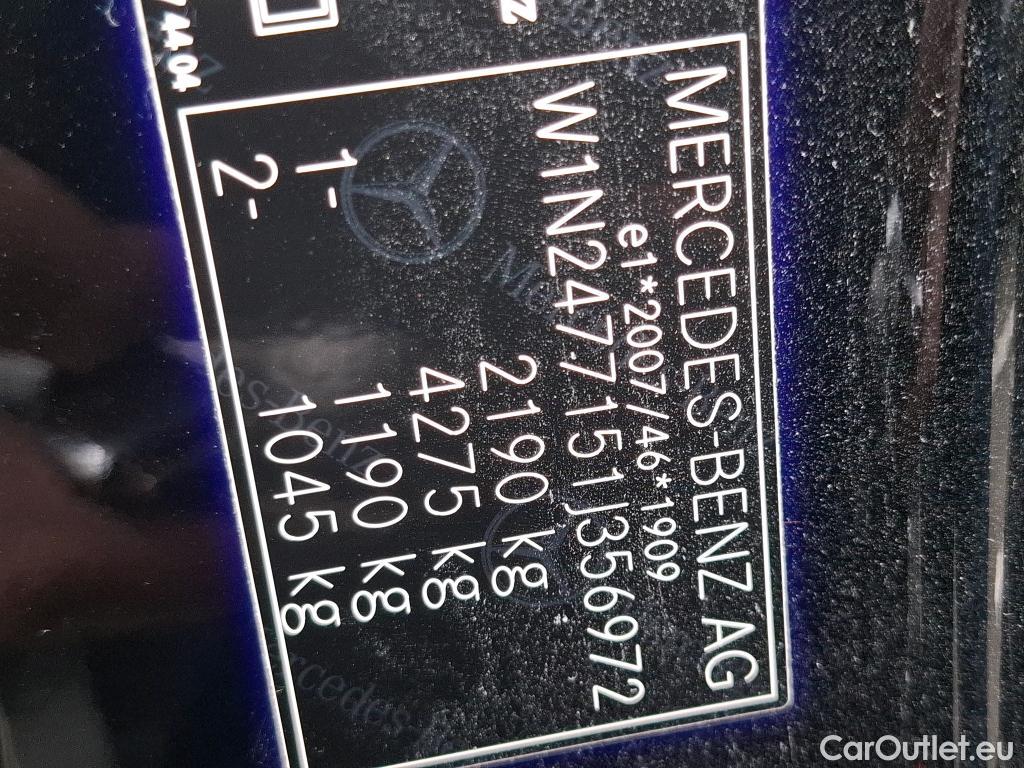 MERCEDES-BENZ AG
e1*2007/46*1909
W1N2477151J356972
2190 kg
4275 kg
1- 1190 kg
2- 1045 kg
CarOutlet.eu